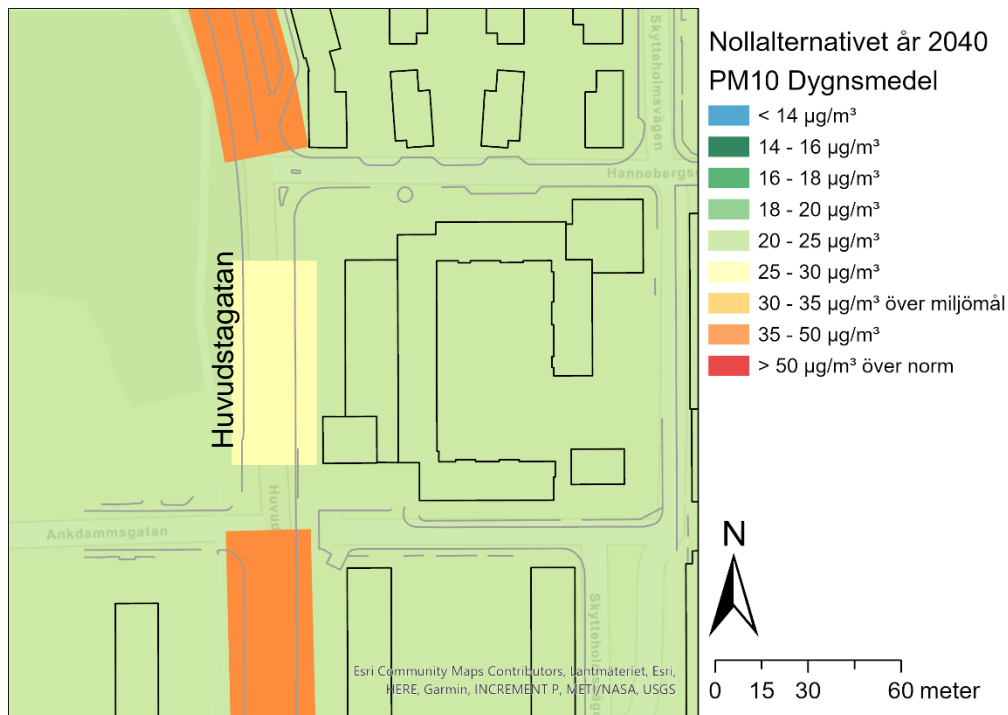 Nollalternativet år 2040
PM10 Dygnsmedel
< 14 µg/m³
14 - 16 µg/m³
16 - 18 µg/m³
18 - 20 µg/m³
20 - 25 µg/m³
25 - 30 µg/m³
30 - 35 µg/m³ över miljömål
35 - 50 µg/m³
> 50 µg/m³ över norm
Skytteholmsvägen
Hannebergsg
Huvudstagatan
Huvud
Ankdammsgatan
Skytteholmsväge
Esri Community Maps Contributors, Lantmäteriet, Esri,
HERE, Garmin, INCREMENT P, METI/NASA, USGS
N
0 15 30 60 meter